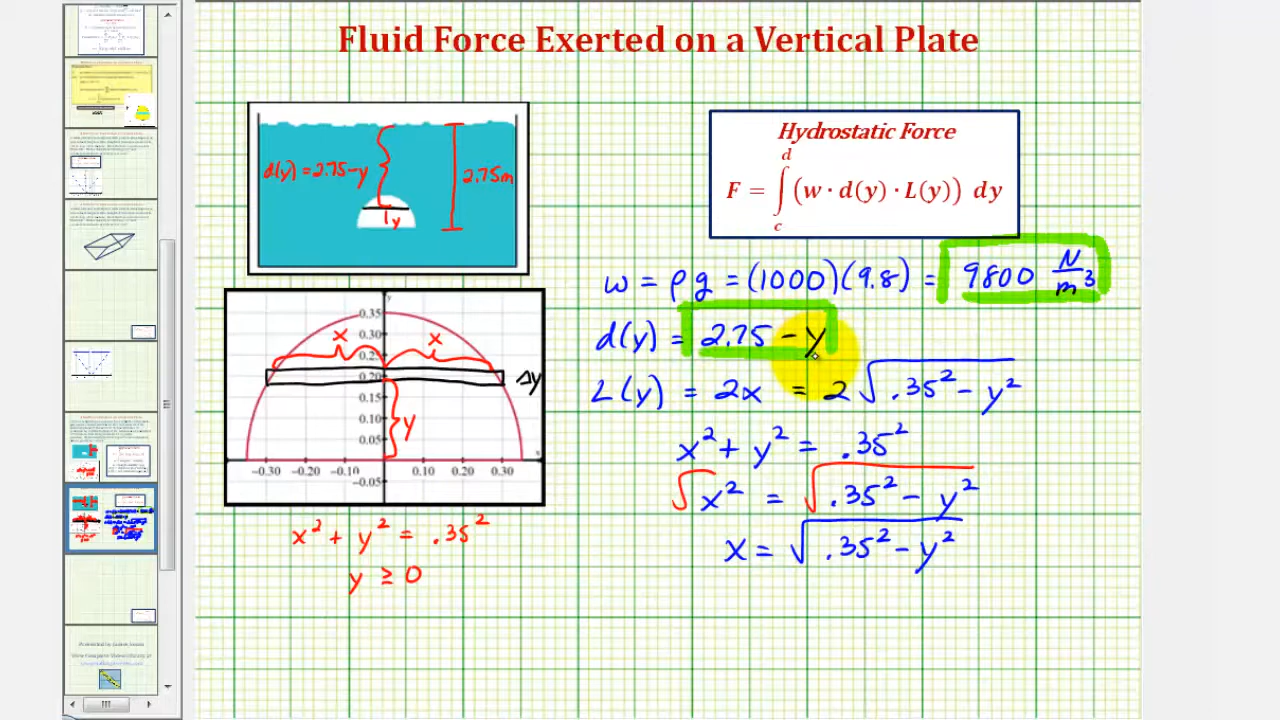 Fluid Force Exerted on a Vertical Plate
d(y) = 2.75 - y
2.75m
y
Hydrostatic Force
d
F = ∫ (w · d(y) · L(y)) dy
c
w = ρg = (1000)(9.8) = 9800 N/m³
d(y) = 2.75 - y
L(y) = 2x = 2√.35² - y²
x² + y² = .35²
√x² = √.35² - y²
x = √.35² - y²
y
0.35
0.30
0.2
0.20
0.15
0.10
0.05
-0.05
x
x
Δy
y
-0.30 -0.20 -0.10 0.10 0.20 0.30
x
x² + y² = .35²
y ≥ 0